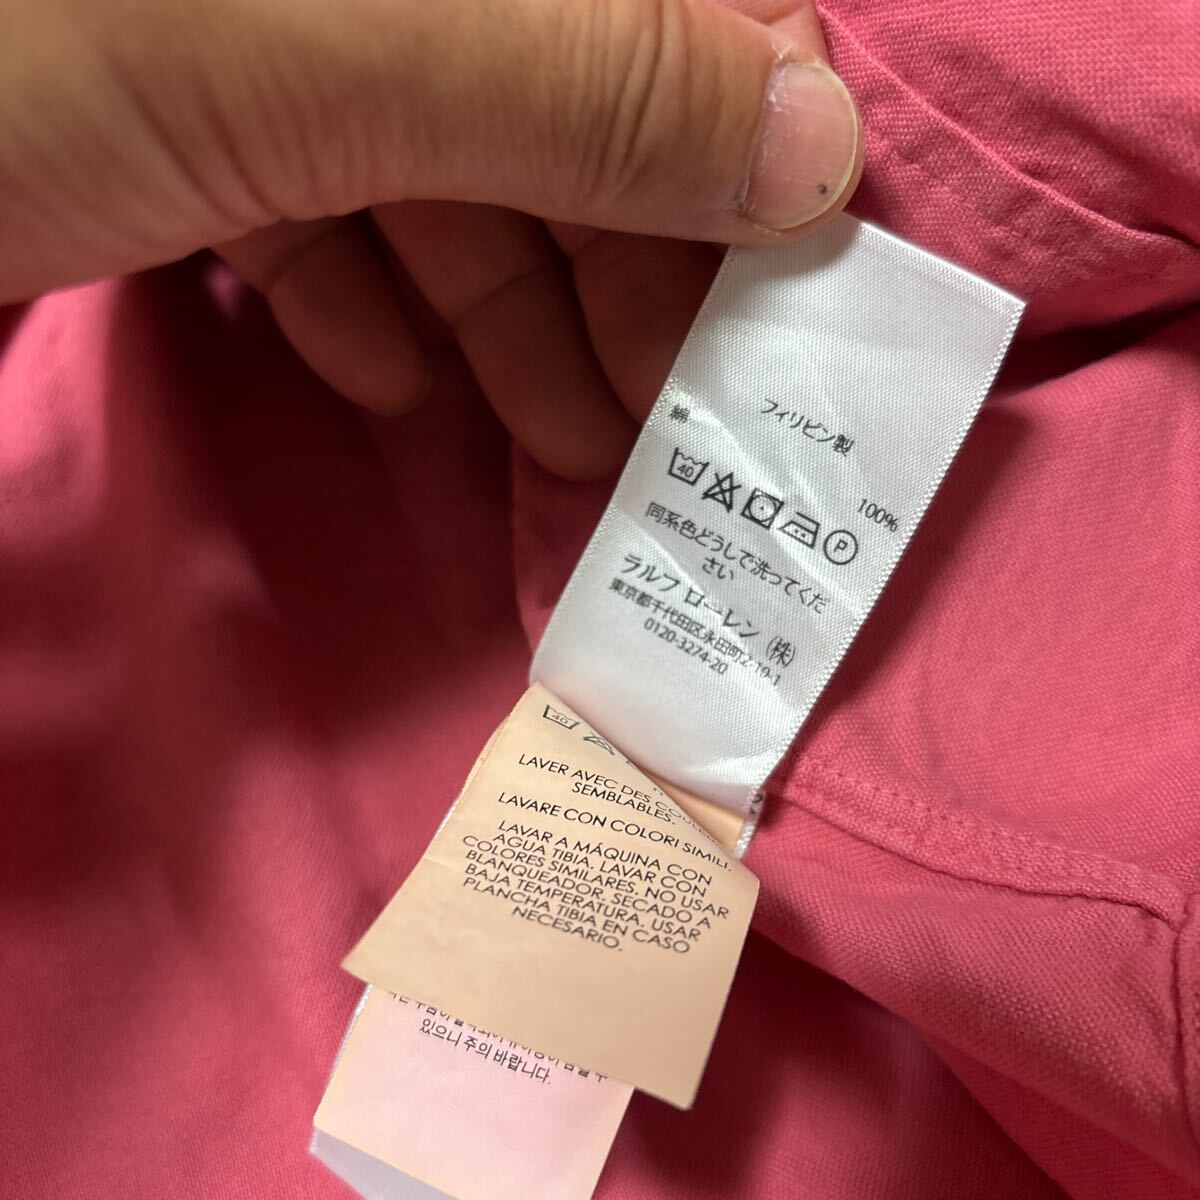 フィリピン製
綿 100%
40 P
同系色どうしで洗ってくだ
さい
ラルフ ローレン (株)
東京都千代田区永田町2-10-1
0120-3274-20
40
LAVER AVEC DES
SEMBLABLES.
LAVARE CON COLORI SIMILI.
LAVAR A MÁQUINA CON
AGUA TIBIA. LAVAR CON
COLORES SIMILARES. NO USAR
BLANQUEADOR. SECADO A
BAJA TEMPERATURA. USAR
PLANCHA TIBIA EN CASO
NECESARIO.
있으니 주의 바랍니다.